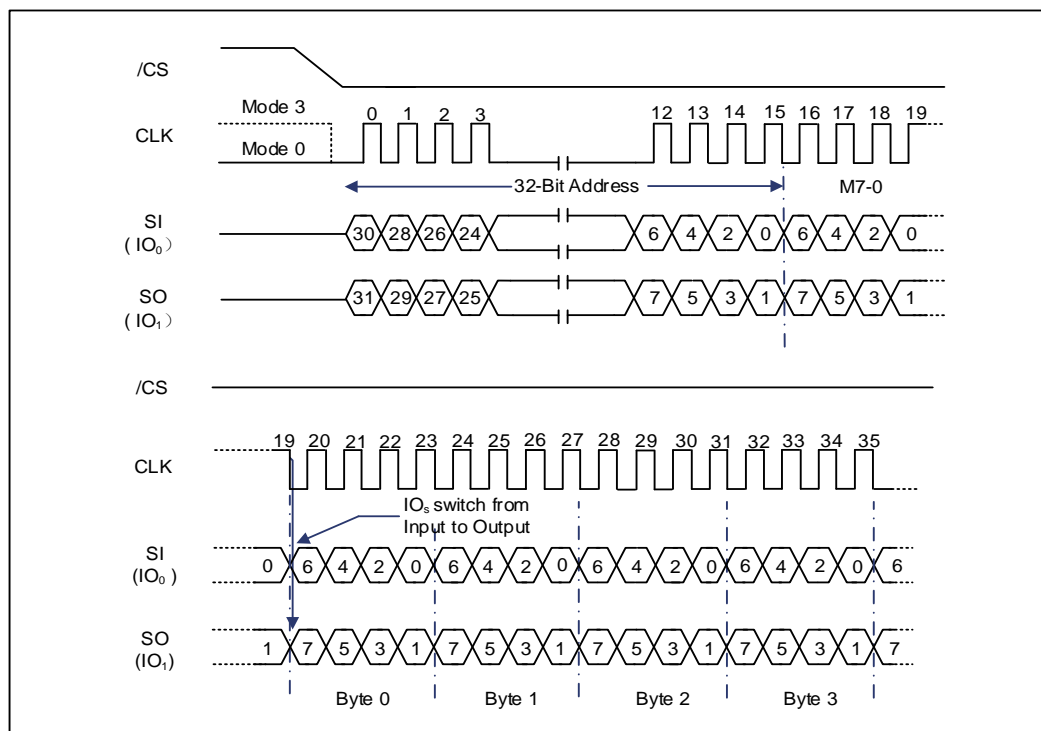 /CS
Mode 3
CLK
Mode 0
0 1 2 3 12 13 14 15 16 17 18 19
32-Bit Address M7-0
SI
( IO₀）
30 28 26 24 6 4 2 0 6 4 2 0
SO
( IO₁）
31 29 27 25 7 5 3 1 7 5 3 1
/CS
CLK
19 20 21 22 23 24 25 26 27 28 29 30 31 32 33 34 35
IOₛ switch from
Input to Output
SI
(IO₀ )
0 6 4 2 0 6 4 2 0 6 4 2 0 6 4 2 0 6
SO
(IO₁)
1 7 5 3 1 7 5 3 1 7 5 3 1 7 5 3 1 7
Byte 0 Byte 1 Byte 2 Byte 3